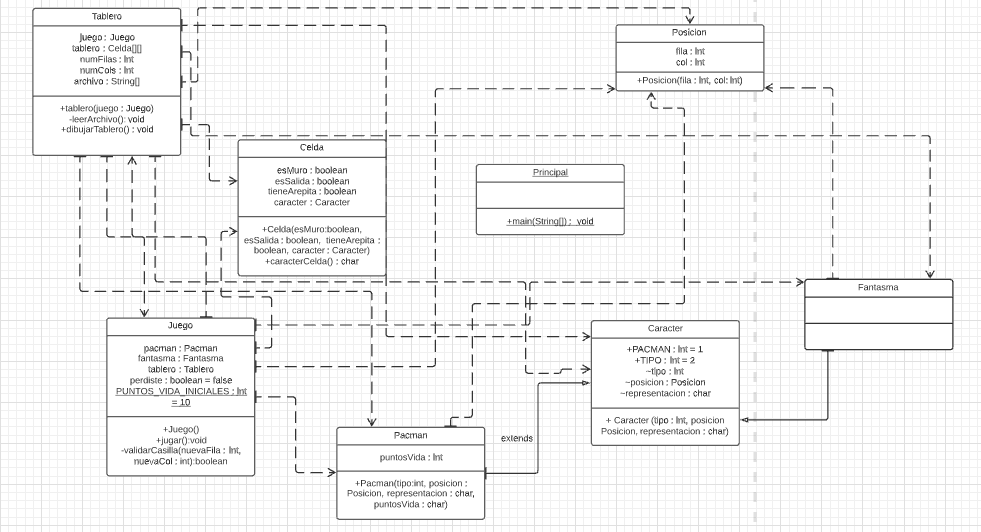 Tablero
juego : Juego
tablero : Celda[][]
numFilas : Int
numCols : Int
archivo : String[]
+tablero(juego : Juego)
-leerArchivo(): void
+dibujarTablero() : void
Posicion
fila : Int
col : Int
+Posicion(fila : Int, col: Int)
Celda
esMuro : boolean
esSalida : boolean
tieneArepita : boolean
caracter : Caracter
+Celda(esMuro:boolean,
esSalida : boolean, tieneArepita :
boolean, caracter : Caracter)
+caracterCelda() : char
Principal
+main(String[]) : void
Fantasma
Juego
pacman : Pacman
fantasma : Fantasma
tablero : Tablero
perdiste : boolean = false
PUNTOS_VIDA_INICIALES : Int
= 10
+Juego()
+jugar():void
-validarCasilla(nuevaFila : Int,
nuevaCol : int):boolean
Caracter
+PACMAN : Int = 1
+TIPO : Int = 2
~tipo : Int
~posicion : Posicion
~representacion : char
+ Caracter (tipo : Int, posicion
Posicion, representacion : char)
Pacman
puntosVida : Int
+Pacman(tipo:int, posicion :
Posicion, representacion : char,
puntosVida : char)
extends